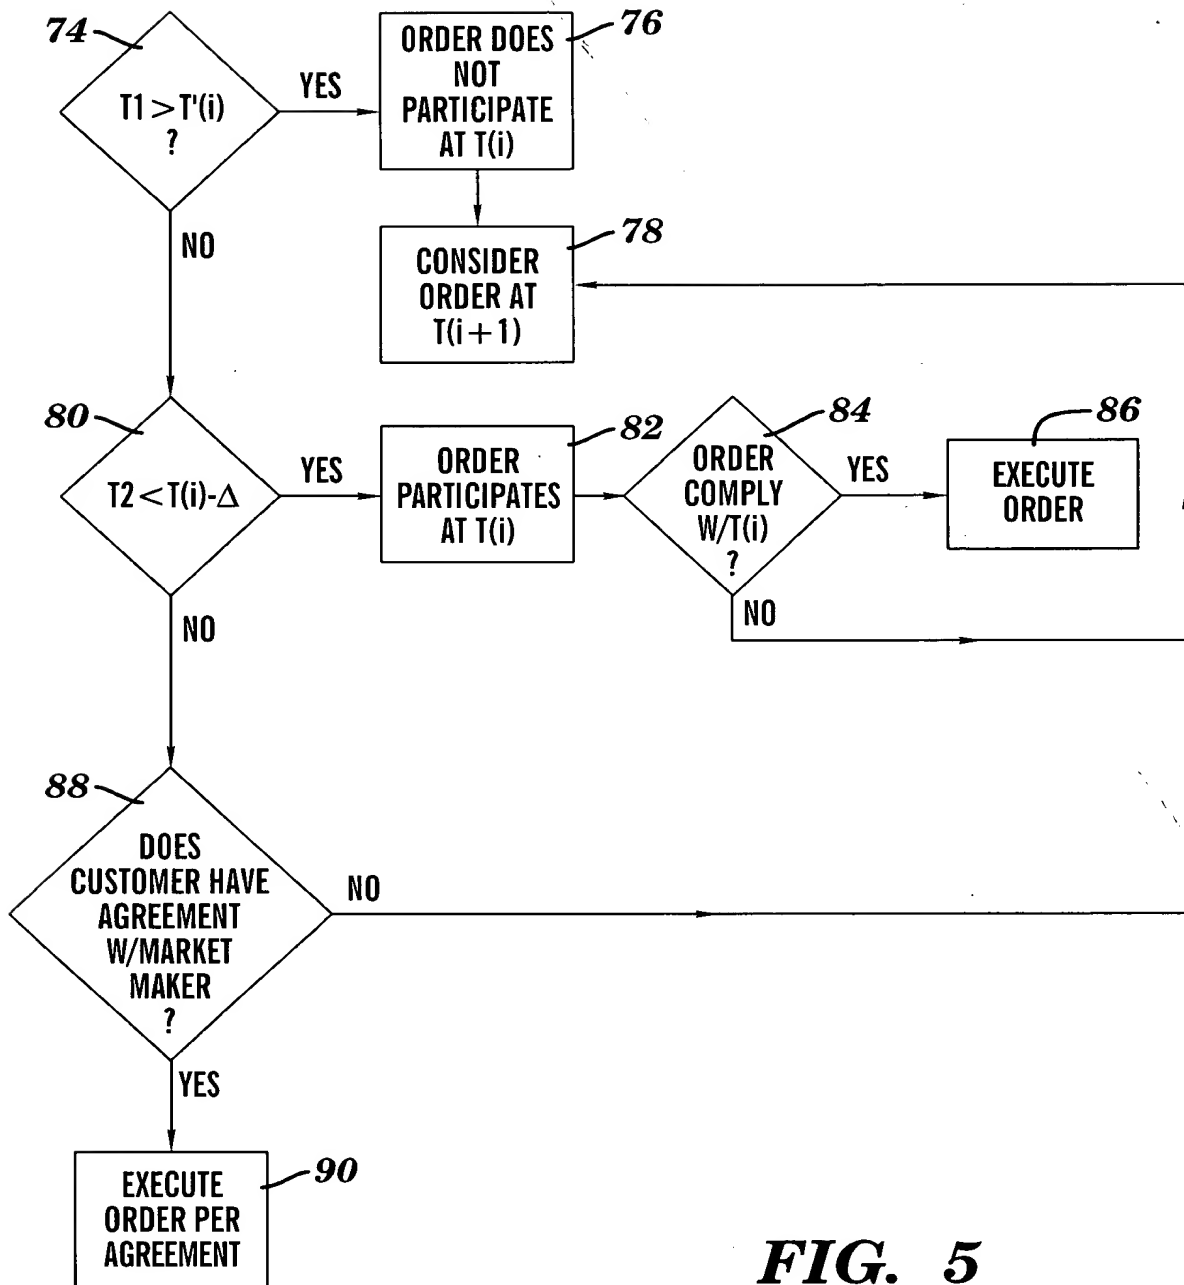 74
T1 > T'(i)
?
YES
NO
76
ORDER DOES
NOT
PARTICIPATE
AT T(i)
78
CONSIDER
ORDER AT
T(i+1)
80
T2 < T(i)-Δ
YES
NO
82
ORDER
PARTICIPATES
AT T(i)
84
ORDER
COMPLY
W/T(i)
?
YES
NO
86
EXECUTE
ORDER
88
DOES
CUSTOMER HAVE
AGREEMENT
W/MARKET
MAKER
?
NO
YES
90
EXECUTE
ORDER PER
AGREEMENT
FIG. 5